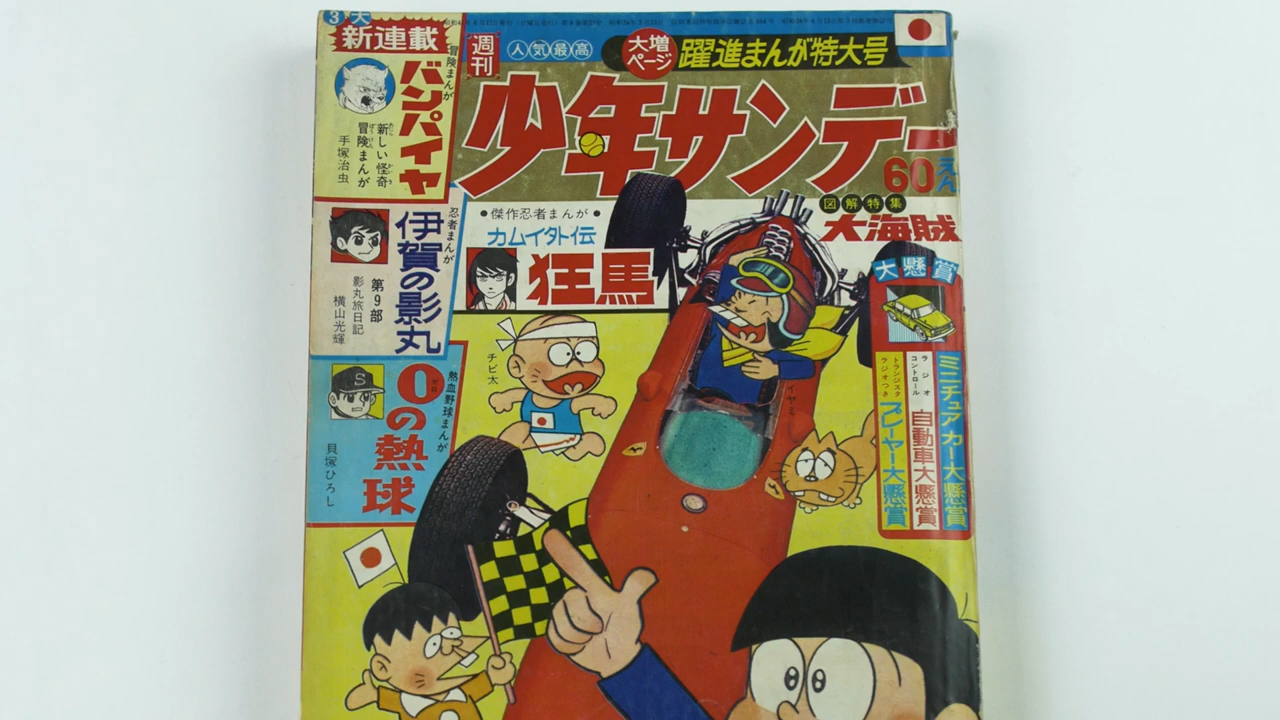 3大
新連載
冒険まんが
バンパイヤ
新しい怪奇
冒険まんが
手塚治虫
忍者まんが
伊賀の影丸
第9部
影丸旅日記
横山光輝
熱血野球まんが
0の熱球
貝塚ひろし
S
週刊
人気最高
大増
ページ
躍進まんが特大号
少年サンデー
60えん
●傑作忍者まんが●
カムイ外伝
狂馬
図解特集
大海賊
大懸賞
ミニチュアカー大懸賞
ラジオ
コントロール
自動車大懸賞
トランジスタ
ラジオつき
プレーヤー大懸賞
チビ太
イヤミ